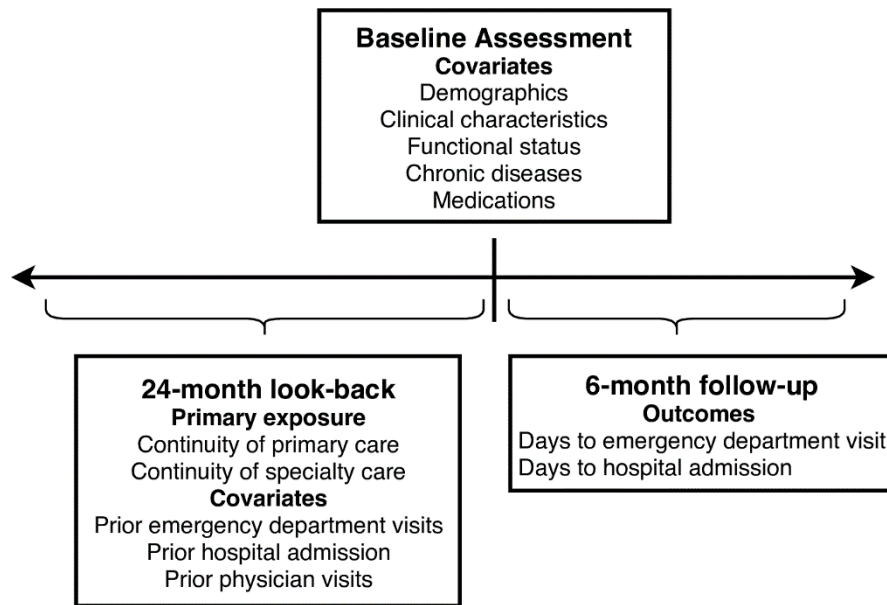 Baseline Assessment
Covariates
Demographics
Clinical characteristics
Functional status
Chronic diseases
Medications
24-month look-back
Primary exposure
Continuity of primary care
Continuity of specialty care
Covariates
Prior emergency department visits
Prior hospital admission
Prior physician visits
6-month follow-up
Outcomes
Days to emergency department visit
Days to hospital admission